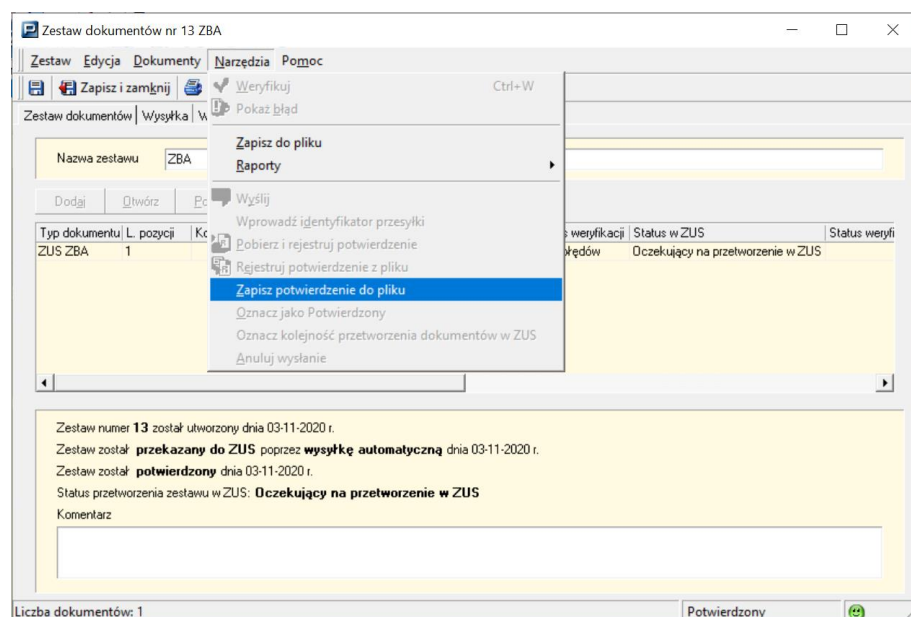 Zestaw dokumentów nr 13 ZBA
Zestaw Edycja Dokumenty Narzędzia Pomoc
Zapisz i zamknij
Weryfikuj Ctrl+W
Pokaż błąd
Zestaw dokumentów Wysyłka W
Zapisz do pliku
Nazwa zestawu ZBA
Raporty
Wyślij
Dodaj Otwórz Po
Wprowadź identyfikator przesyłki
Typ dokumentu L. pozycji Ko weryfikacji Status w ZUS Status weryfi
Pobierz i rejestruj potwierdzenie
ZUS ZBA 1 błędów Oczekujący na przetworzenie w ZUS
Rejestruj potwierdzenie z pliku
Zapisz potwierdzenie do pliku
Oznacz jako Potwierdzony
Oznacz kolejność przetworzenia dokumentów w ZUS
Anuluj wysłanie
Zestaw numer 13 został utworzony dnia 03-11-2020 r.
Zestaw został przekazany do ZUS poprzez wysyłkę automatyczną dnia 03-11-2020 r.
Zestaw został potwierdzony dnia 03-11-2020 r.
Status przetworzenia zestawu w ZUS: Oczekujący na przetworzenie w ZUS
Komentarz
Liczba dokumentów: 1 Potwierdzony